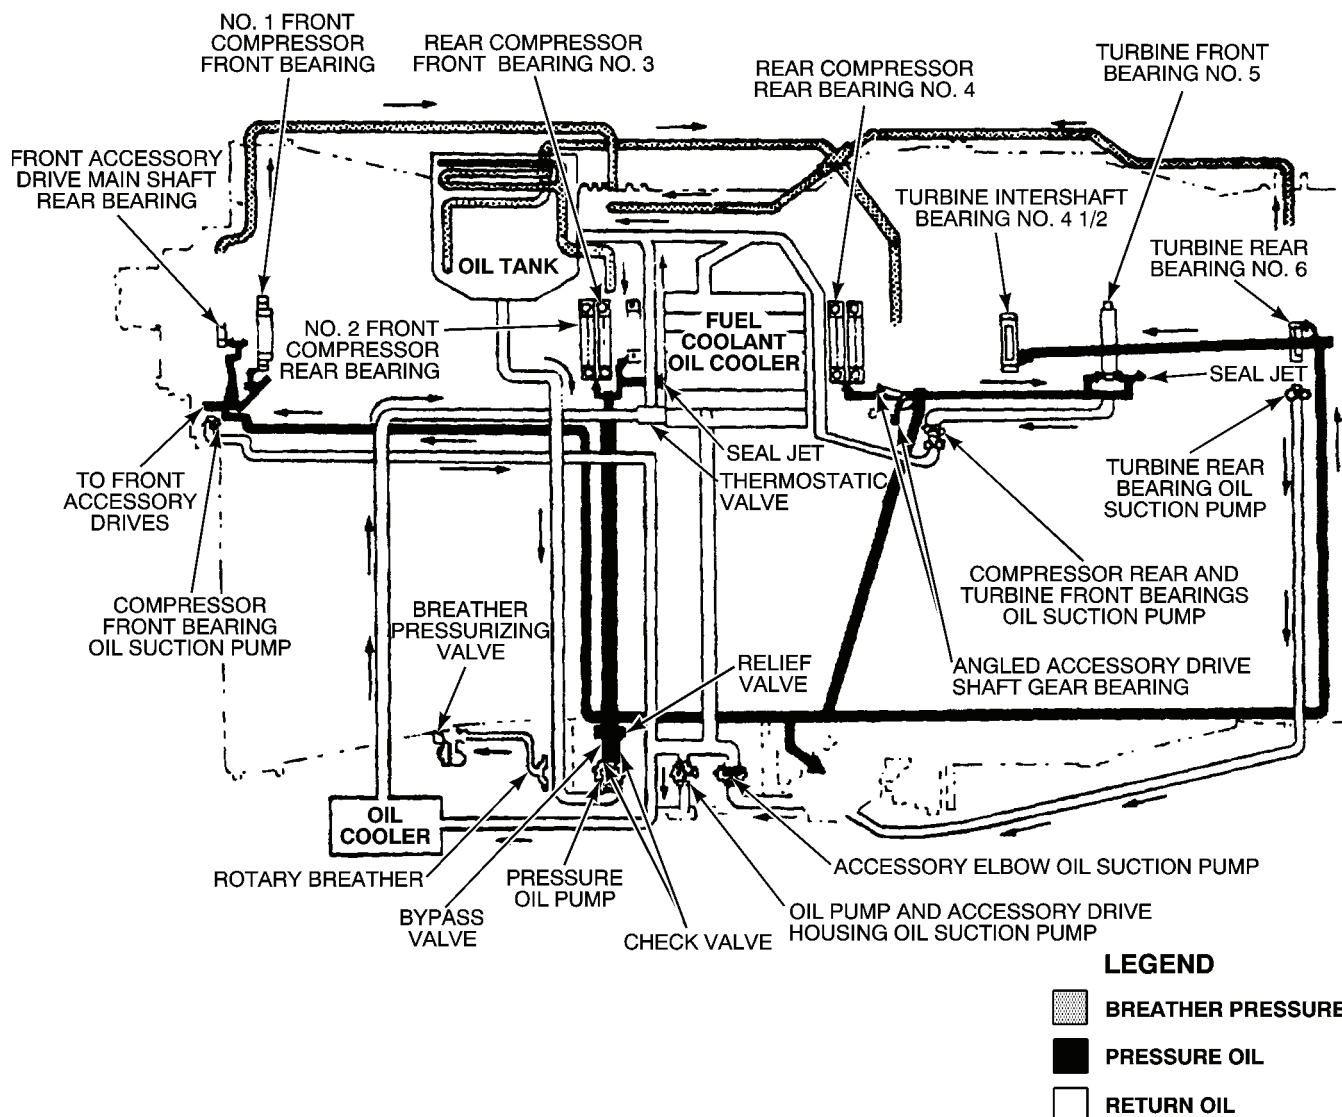 NO. 1 FRONT
COMPRESSOR
FRONT BEARING
REAR COMPRESSOR
FRONT BEARING NO. 3
REAR COMPRESSOR
REAR BEARING NO. 4
TURBINE FRONT
BEARING NO. 5
FRONT ACCESSORY
DRIVE MAIN SHAFT
REAR BEARING
TURBINE INTERSHAFT
BEARING NO. 4 1/2
TURBINE REAR
BEARING NO. 6
OIL TANK
NO. 2 FRONT
COMPRESSOR
REAR BEARING
FUEL
COOLANT
OIL COOLER
SEAL JET
SEAL JET
THERMOSTATIC
VALVE
TO FRONT
ACCESSORY
DRIVES
TURBINE REAR
BEARING OIL
SUCTION PUMP
COMPRESSOR
FRONT BEARING
OIL SUCTION PUMP
BREATHER
PRESSURIZING
VALVE
COMPRESSOR REAR AND
TURBINE FRONT BEARINGS
OIL SUCTION PUMP
RELIEF
VALVE
ANGLED ACCESSORY DRIVE
SHAFT GEAR BEARING
OIL
COOLER
ROTARY BREATHER
BYPASS
VALVE
PRESSURE
OIL PUMP
CHECK VALVE
ACCESSORY ELBOW OIL SUCTION PUMP
OIL PUMP AND ACCESSORY DRIVE
HOUSING OIL SUCTION PUMP
LEGEND
BREATHER PRESSURE
PRESSURE OIL
RETURN OIL